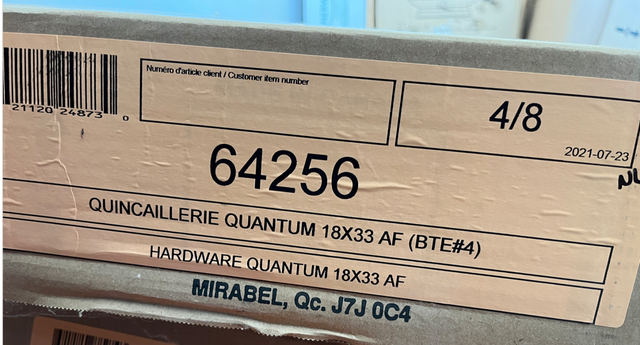 Numéro d'article client / Customer item number
21120 24873 0
4/8
2021-07-23
64256
QUINCAILLERIE QUANTUM 18X33 AF (BTE#4)
HARDWARE QUANTUM 18X33 AF
MIRABEL, Qc. J7J 0C4